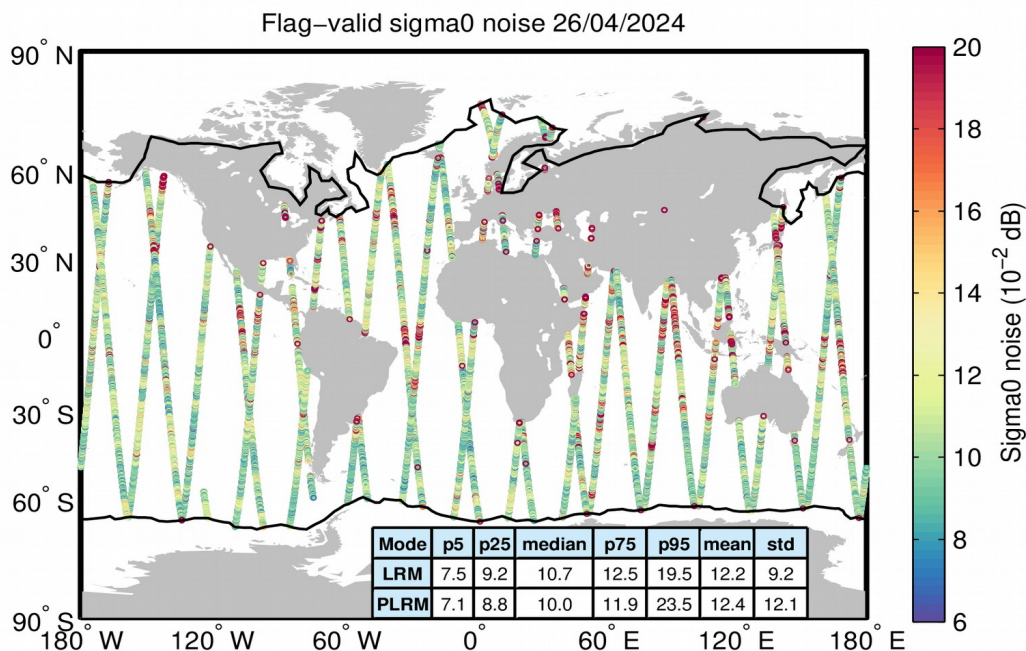 Flag−valid sigma0 noise 26/04/2024
90° N
60° N
30° N
0°
30° S
60° S
90° S
180° W
120° W
60° W
0°
60° E
120° E
180° E
Mode p5 p25 median p75 p95 mean std
LRM 7.5 9.2 10.7 12.5 19.5 12.2 9.2
PLRM 7.1 8.8 10.0 11.9 23.5 12.4 12.1
20
18
16
14
12
10
8
6
Sigma0 noise (10⁻² dB)